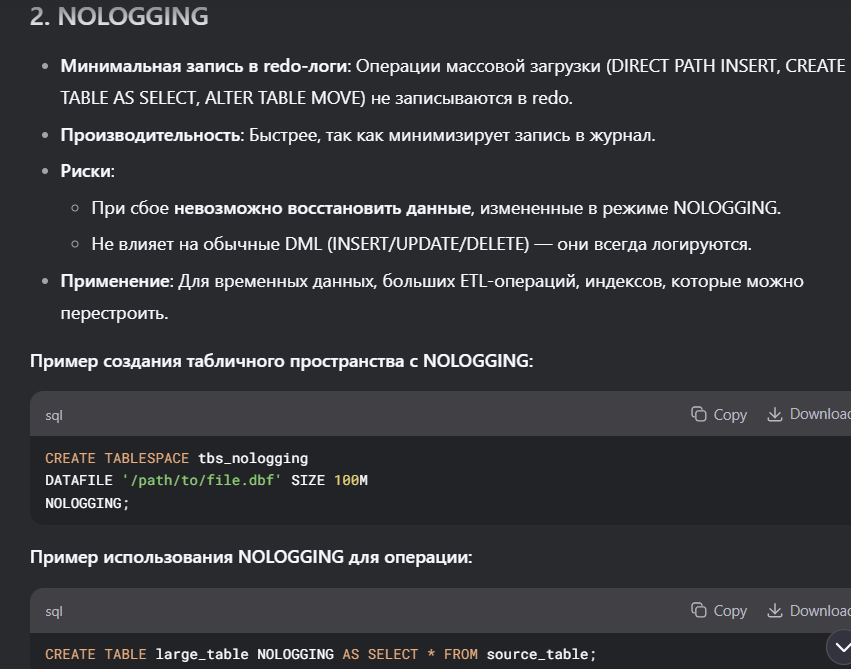 2. NOLOGGING
• Минимальная запись в redo-логи: Операции массовой загрузки (DIRECT PATH INSERT, CREATE
TABLE AS SELECT, ALTER TABLE MOVE) не записываются в redo.
• Производительность: Быстрее, так как минимизирует запись в журнал.
• Риски:
◦ При сбое невозможно восстановить данные, измененные в режиме NOLOGGING.
◦ Не влияет на обычные DML (INSERT/UPDATE/DELETE) — они всегда логируются.
• Применение: Для временных данных, больших ETL-операций, индексов, которые можно
перестроить.
Пример создания табличного пространства с NOLOGGING:
sql Copy Downloa
CREATE TABLESPACE tbs_nologging
DATAFILE '/path/to/file.dbf' SIZE 100M
NOLOGGING;
Пример использования NOLOGGING для операции:
sql Copy Downloa
CREATE TABLE large_table NOLOGGING AS SELECT * FROM source_table;